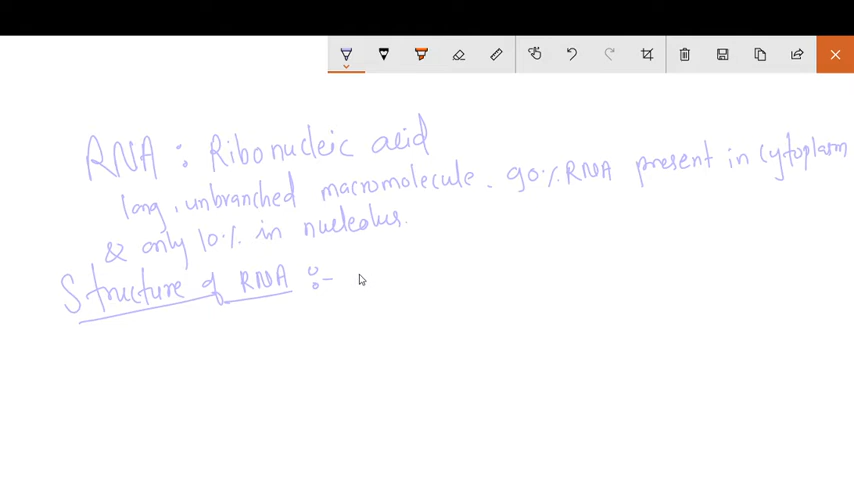 RNA : Ribonucleic acid
long, unbranched macromolecule. 90% RNA present in cytoplasm
& only 10% in nucleolus.
Structure of RNA :-